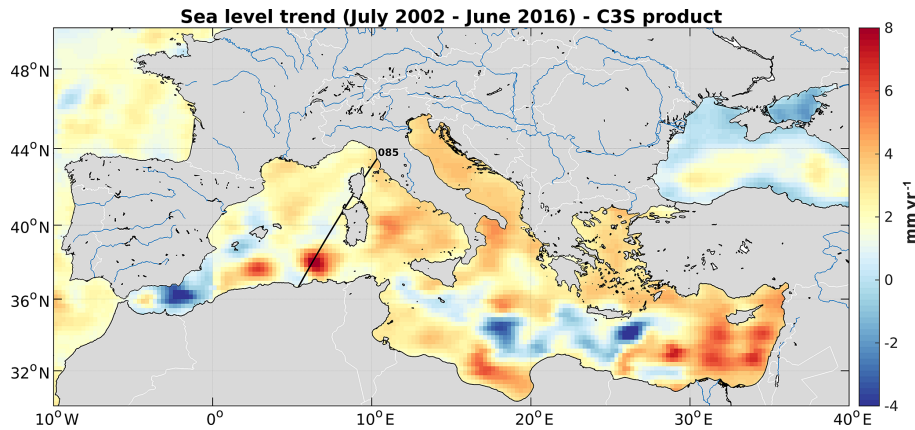 Sea level trend (July 2002 - June 2016) - C3S product
48°N
44°N
40°N
36°N
32°N
10°W
0°
10°E
20°E
30°E
40°E
085
8
6
4
2
0
-2
-4
mm yr⁻¹